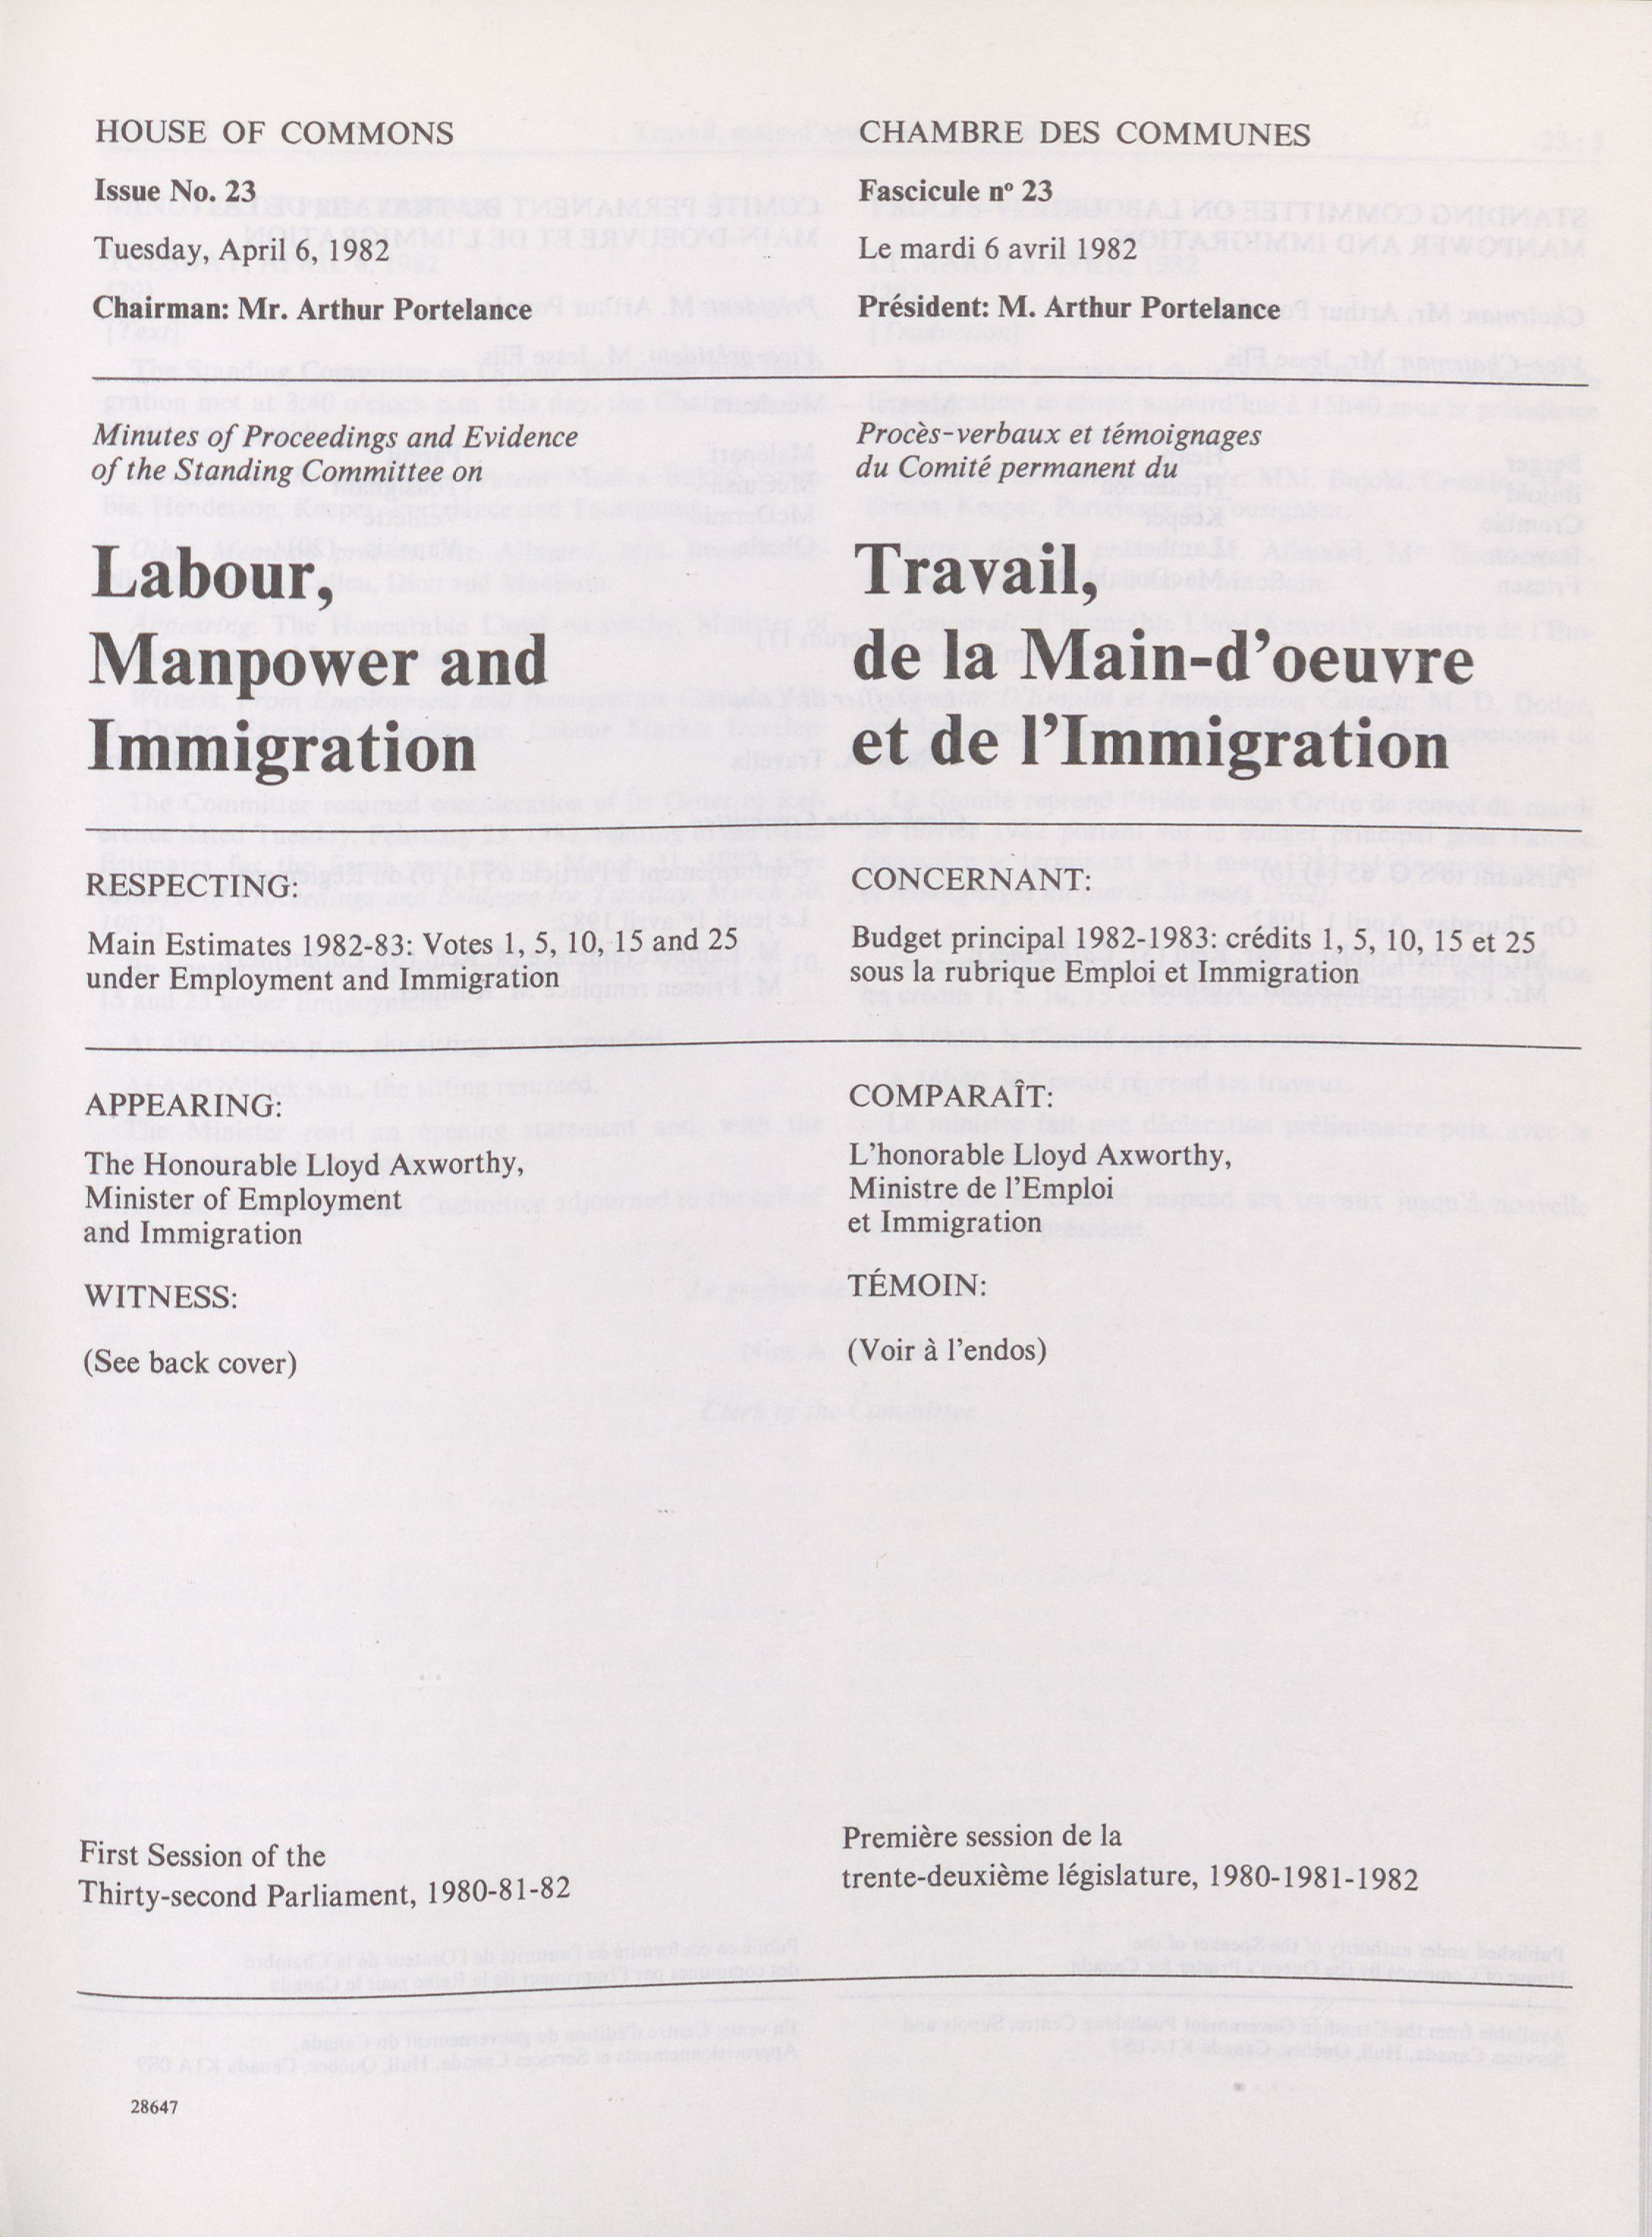 HOUSE OF COMMONS
Issue No. 23
Tuesday, April 6, 1982
Chairman: Mr. Arthur Portelance
Minutes of Proceedings and Evidence
of the Standing Committee on
Labour,
Manpower and
Immigration
RESPECTING:
Main Estimates 1982-83: Votes 1, 5, 10, 15 and 25
under Employment and Immigration
APPEARING:
The Honourable Lloyd Axworthy,
Minister of Employment
and Immigration
WITNESS:
(See back cover)
First Session of the
Thirty-second Parliament, 1980-81-82
CHAMBRE DES COMMUNES
Fascicule nº 23
Le mardi 6 avril 1982
Président: M. Arthur Portelance
Procès-verbaux et témoignages
du Comité permanent du
Travail,
de la Main-d'oeuvre
et de l'Immigration
CONCERNANT:
Budget principal 1982-1983: crédits 1, 5, 10, 15 et 25
sous la rubrique Emploi et Immigration
COMPARAÎT:
L'honorable Lloyd Axworthy,
Ministre de l'Emploi
et Immigration
TÉMOIN:
(Voir à l'endos)
Première session de la
trente-deuxième législature, 1980-1981-1982
28647